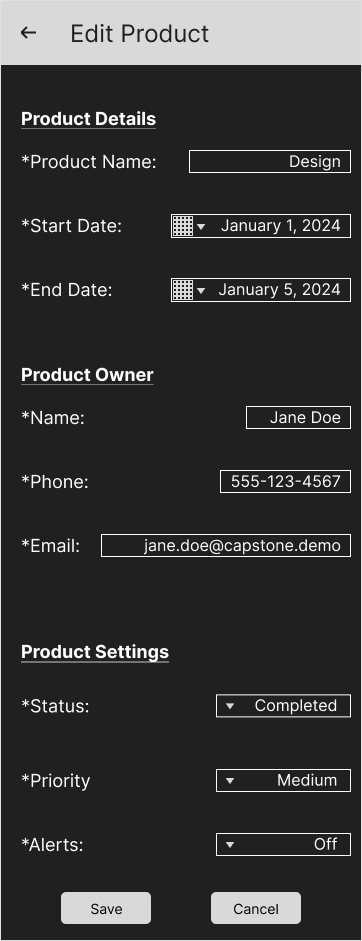 Edit Product
Product Details
*Product Name: Design
*Start Date: January 1, 2024
*End Date: January 5, 2024
Product Owner
*Name: Jane Doe
*Phone: 555-123-4567
*Email: jane.doe@capstone.demo
Product Settings
*Status: Completed
*Priority Medium
*Alerts: Off
Save Cancel